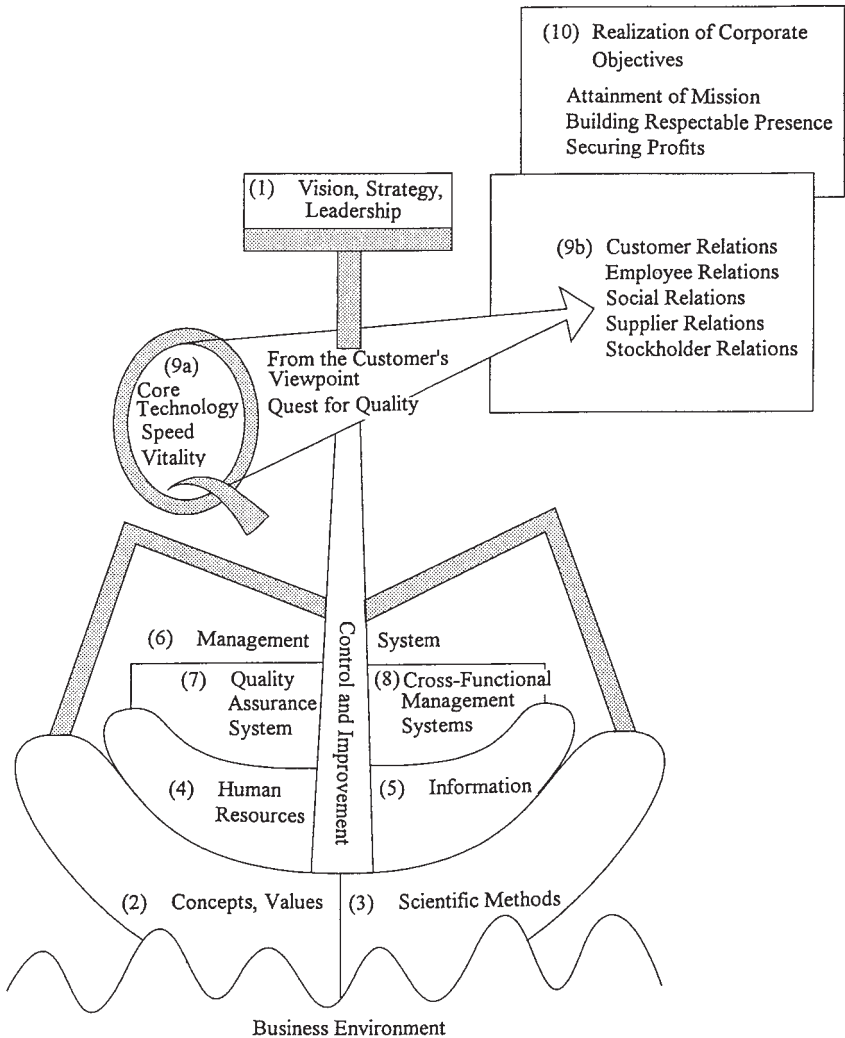 (10) Realization of Corporate
Objectives
Attainment of Mission
Building Respectable Presence
Securing Profits
(1) Vision, Strategy,
Leadership
(9b) Customer Relations
Employee Relations
Social Relations
Supplier Relations
Stockholder Relations
(9a)
Core
Technology
Speed
Vitality
From the Customer's
Viewpoint
Quest for Quality
Control and Improvement
(6) Management System
(7) Quality
Assurance
System
(8) Cross-Functional
Management
Systems
(4) Human
Resources
(5) Information
(2) Concepts, Values
(3) Scientific Methods
Business Environment